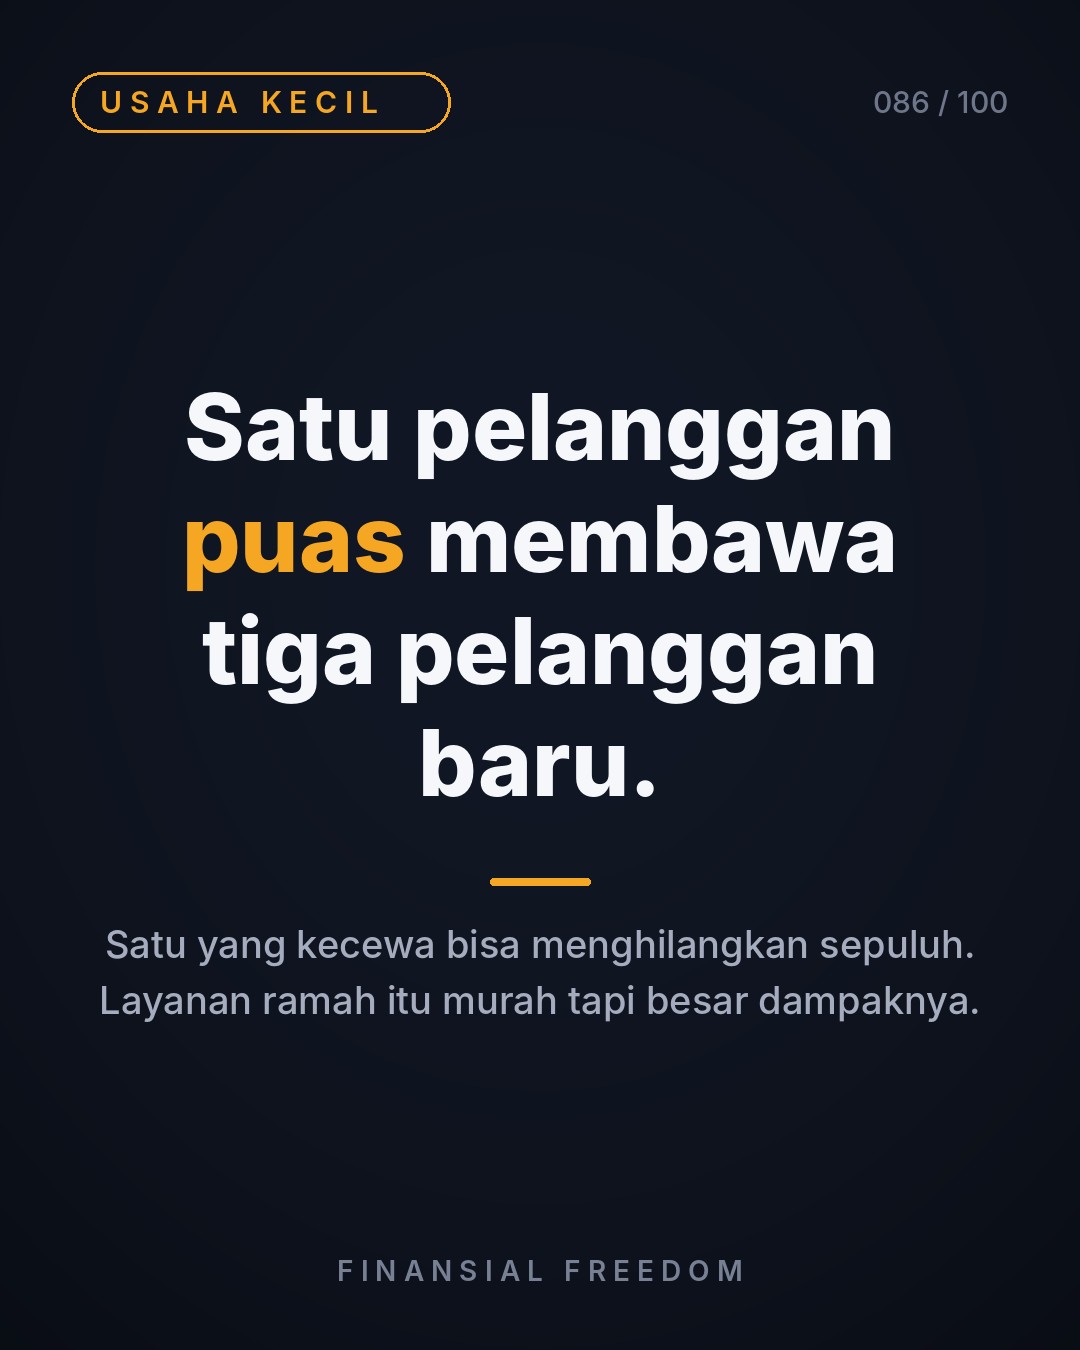 USAHA KECIL
086 / 100
Satu pelanggan
puas membawa
tiga pelanggan
baru.
Satu yang kecewa bisa menghilangkan sepuluh.
Layanan ramah itu murah tapi besar dampaknya.
FINANSIAL FREEDOM